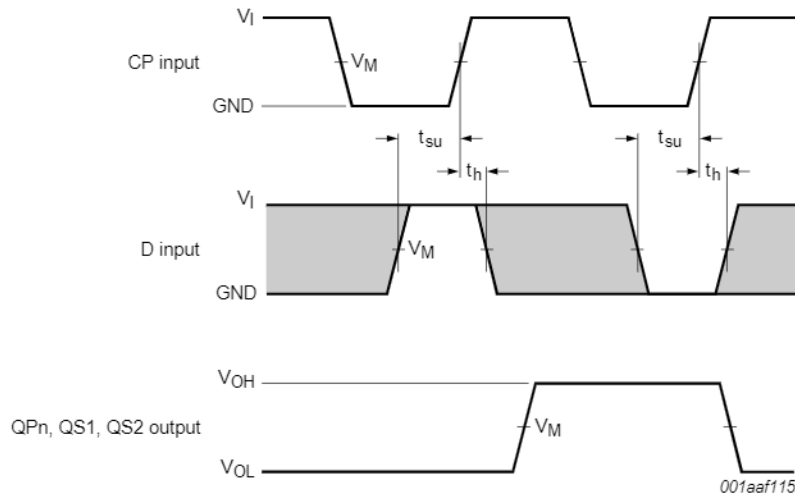 V_I
CP input
V_M
GND
t_su
t_su
t_h
t_h
V_I
D input
V_M
GND
V_OH
QPn, QS1, QS2 output
V_M
V_OL
001aaf115